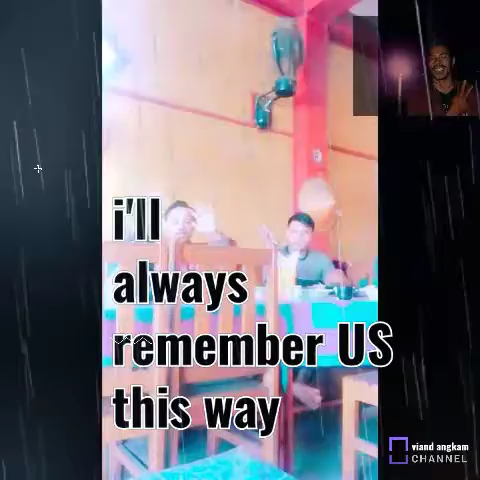 i'll
always
remember US
this way
viand angkam
CHANNEL